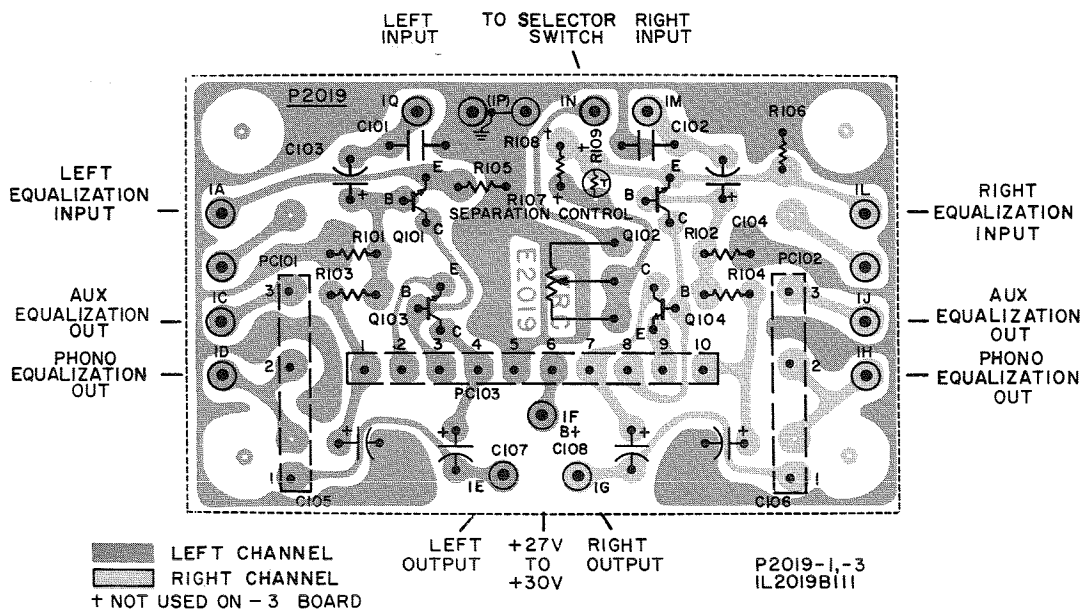 LEFT INPUT
TO SELECTOR SWITCH
RIGHT INPUT
P2019
1Q
(1P)
1N
1M
R106
C101
R108 †
† R109
C102
C103
E
R105
T
E
1A
LEFT EQUALIZATION INPUT
B
R107 †
B
1L
RIGHT EQUALIZATION INPUT
+
SEPARATION CONTROL
+
C
C
R101
Q101
Q102
R102
C104
PC101
R103
E2019
R104
PC102
E
C
3
B
B
3
1C
AUX EQUALIZATION OUT
Q103
C
E
Q104
1J
AUX EQUALIZATION OUT
1D
PHONO EQUALIZATION OUT
2
1 2 3 4 5 6 7 8 9 10
2
1H
PHONO EQUALIZATION OUT
PC103
1F
B+
+
+
+
+
C107
C108
1
1E
1G
1
C105
C106
LEFT OUTPUT
+27V TO +30V
RIGHT OUTPUT
LEFT CHANNEL
RIGHT CHANNEL
† NOT USED ON -3 BOARD
P2019-1,-3
IL2019B111